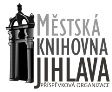 MĚSTSKÁ
KNIHOVNA
JIHLAVA
PŘÍSPĚVKOVÁ ORGANIZACE